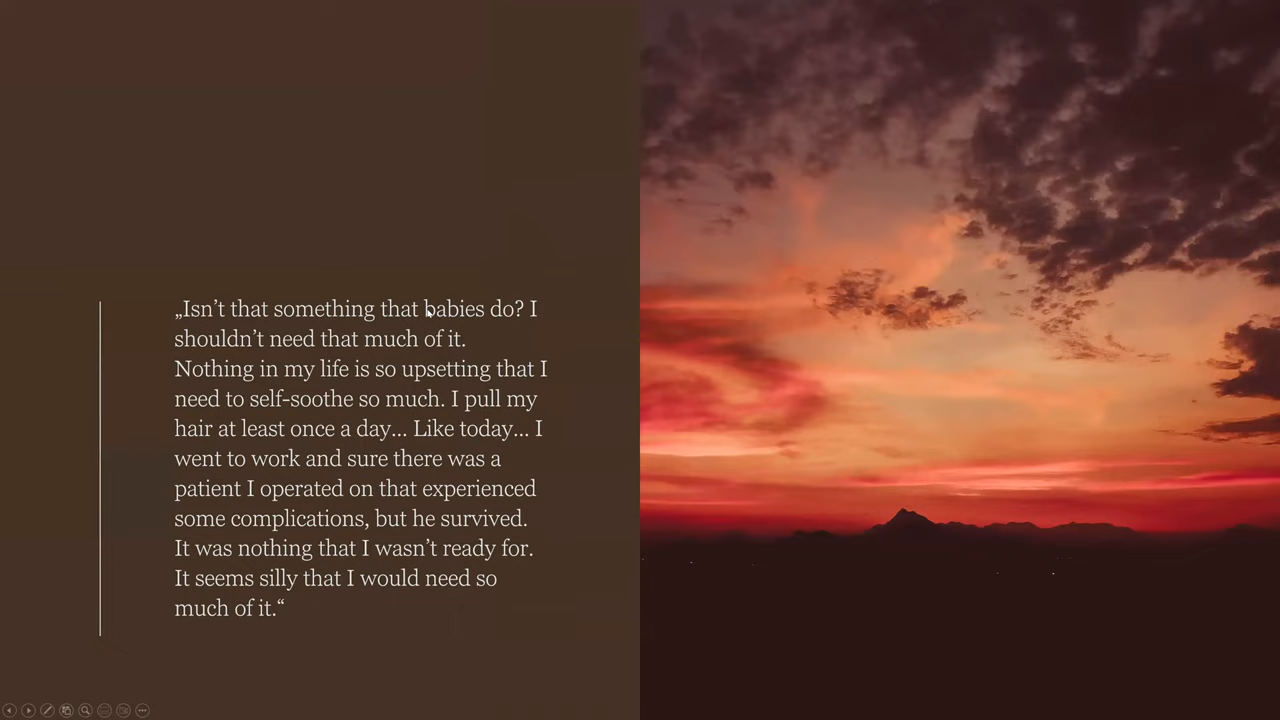 „Isn’t that something that babies do? I
shouldn’t need that much of it.
Nothing in my life is so upsetting that I
need to self-soothe so much. I pull my
hair at least once a day... Like today... I
went to work and sure there was a
patient I operated on that experienced
some complications, but he survived.
It was nothing that I wasn’t ready for.
It seems silly that I would need so
much of it.“